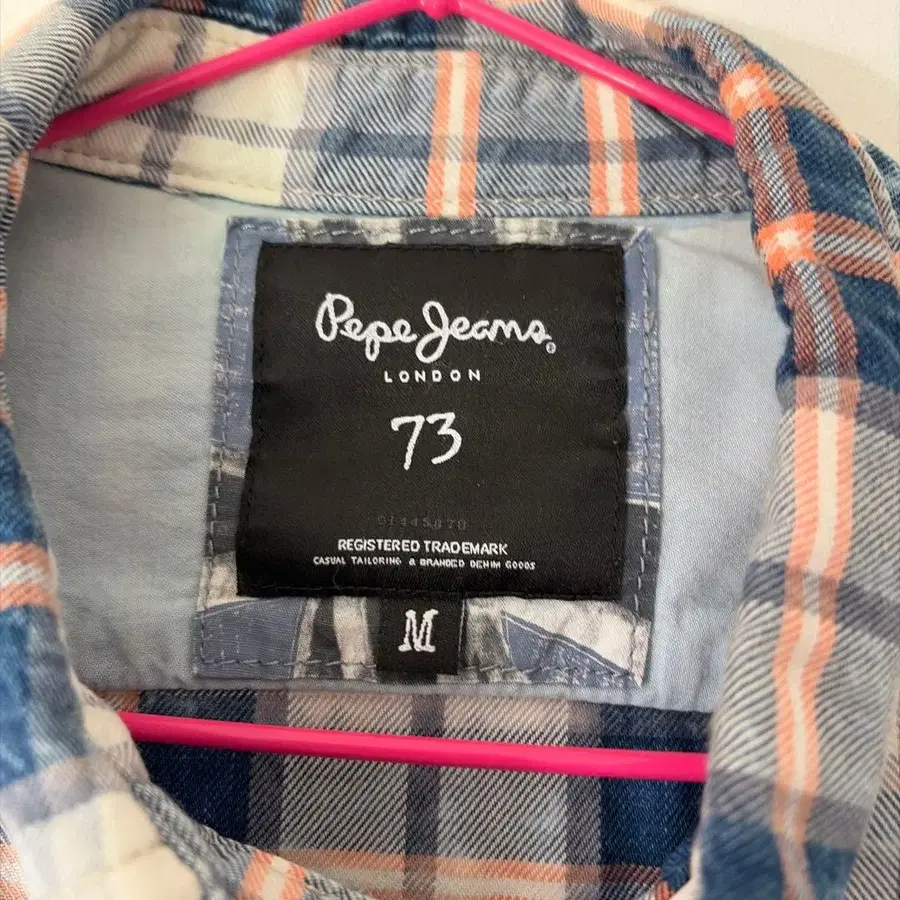 Pepe Jeans
LONDON
73
REGISTERED TRADEMARK
CASUAL TAILORING & BRANDED DENIM GOODS
M